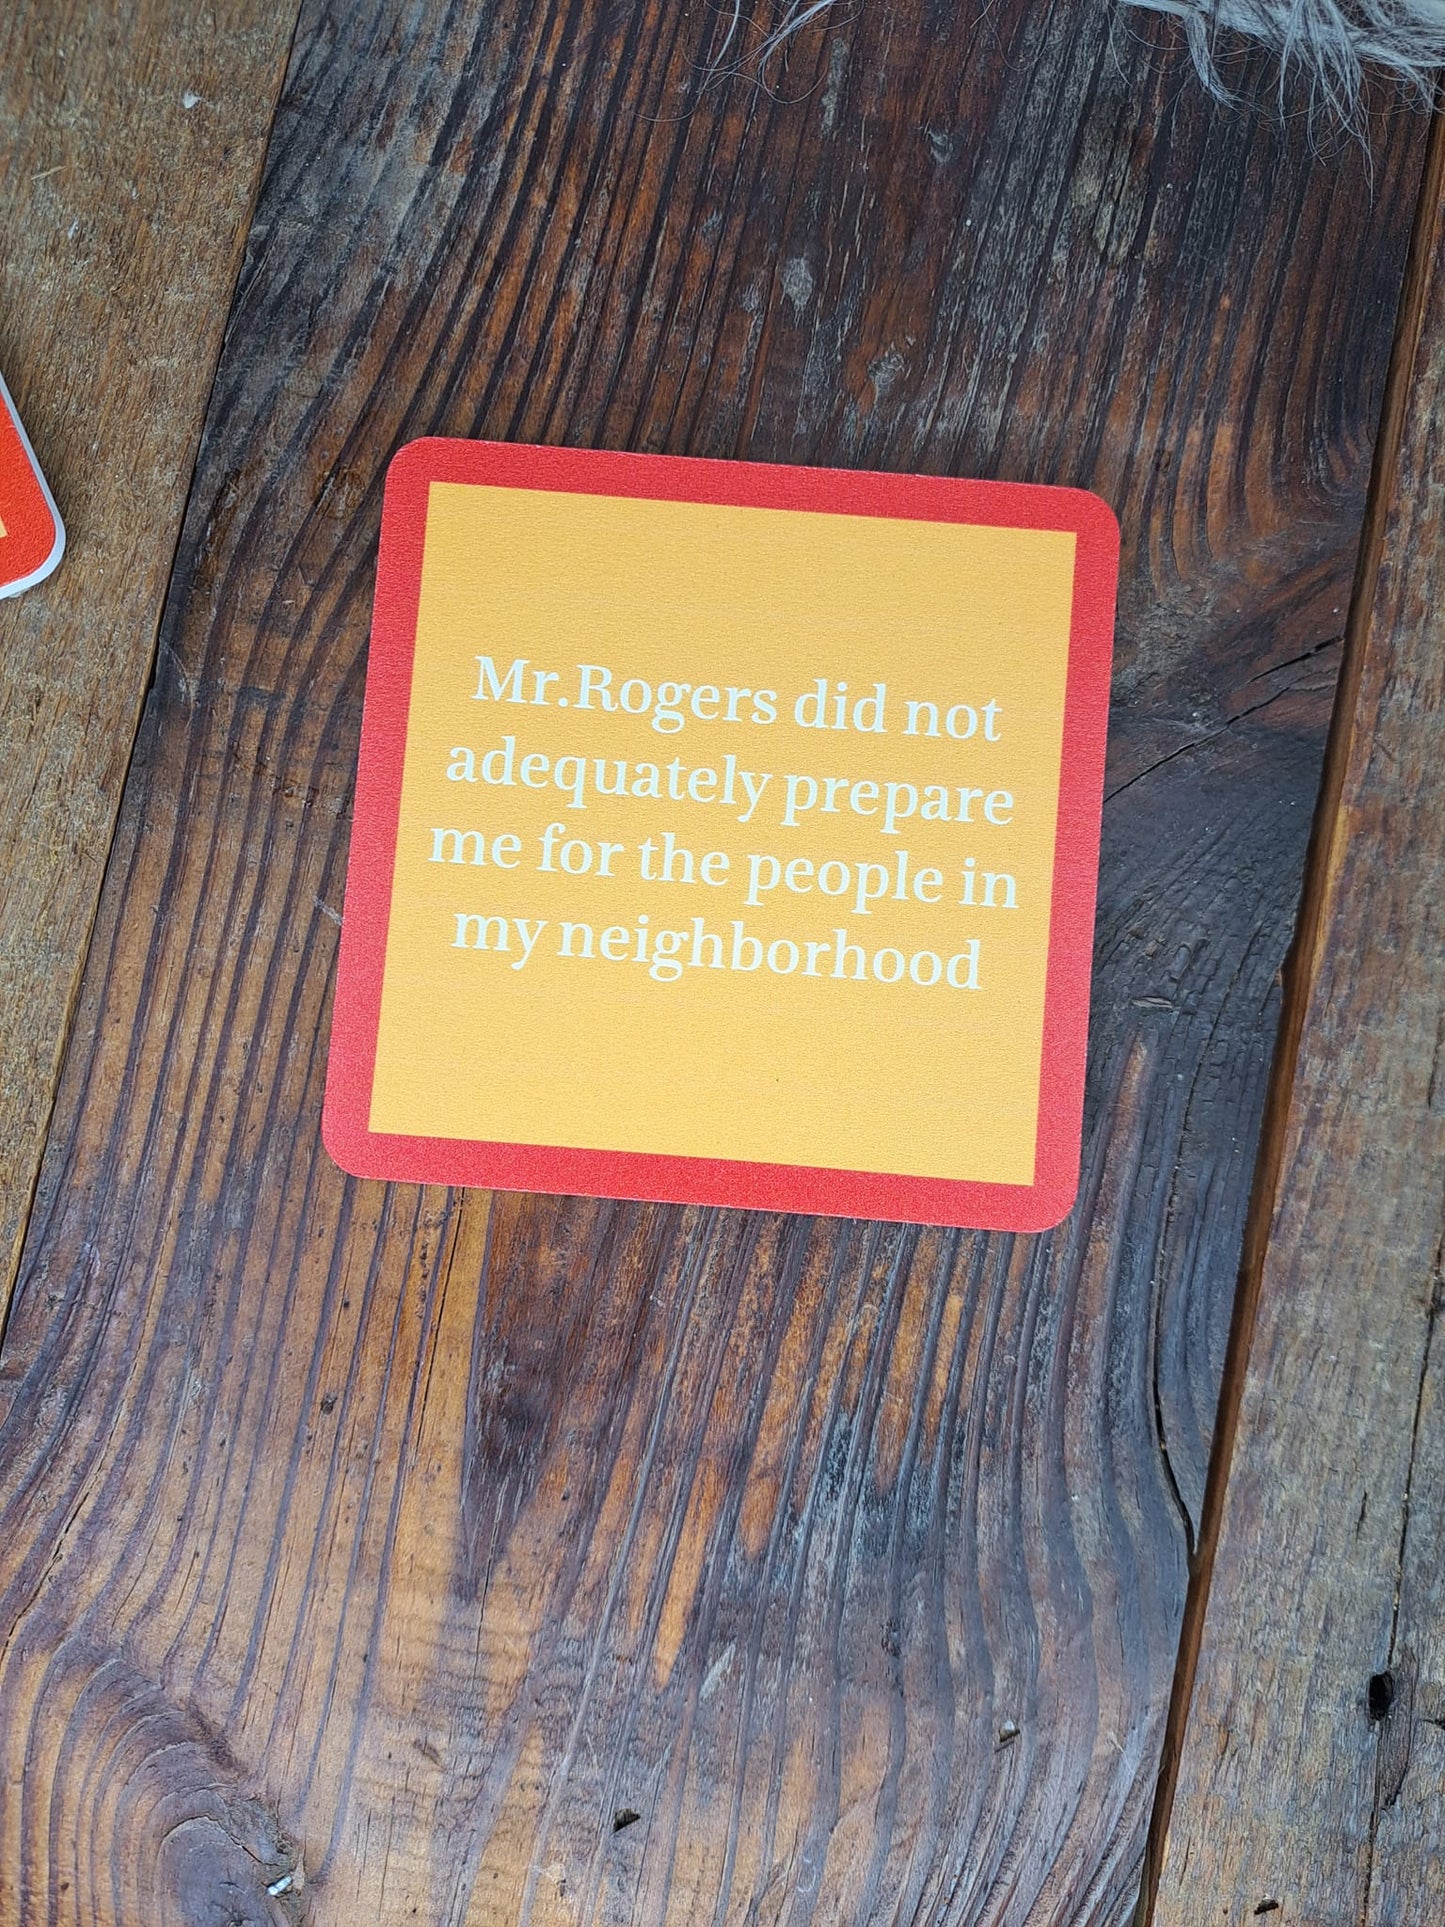 Mr.Rogers did not
adequately prepare
me for the people in
my neighborhood